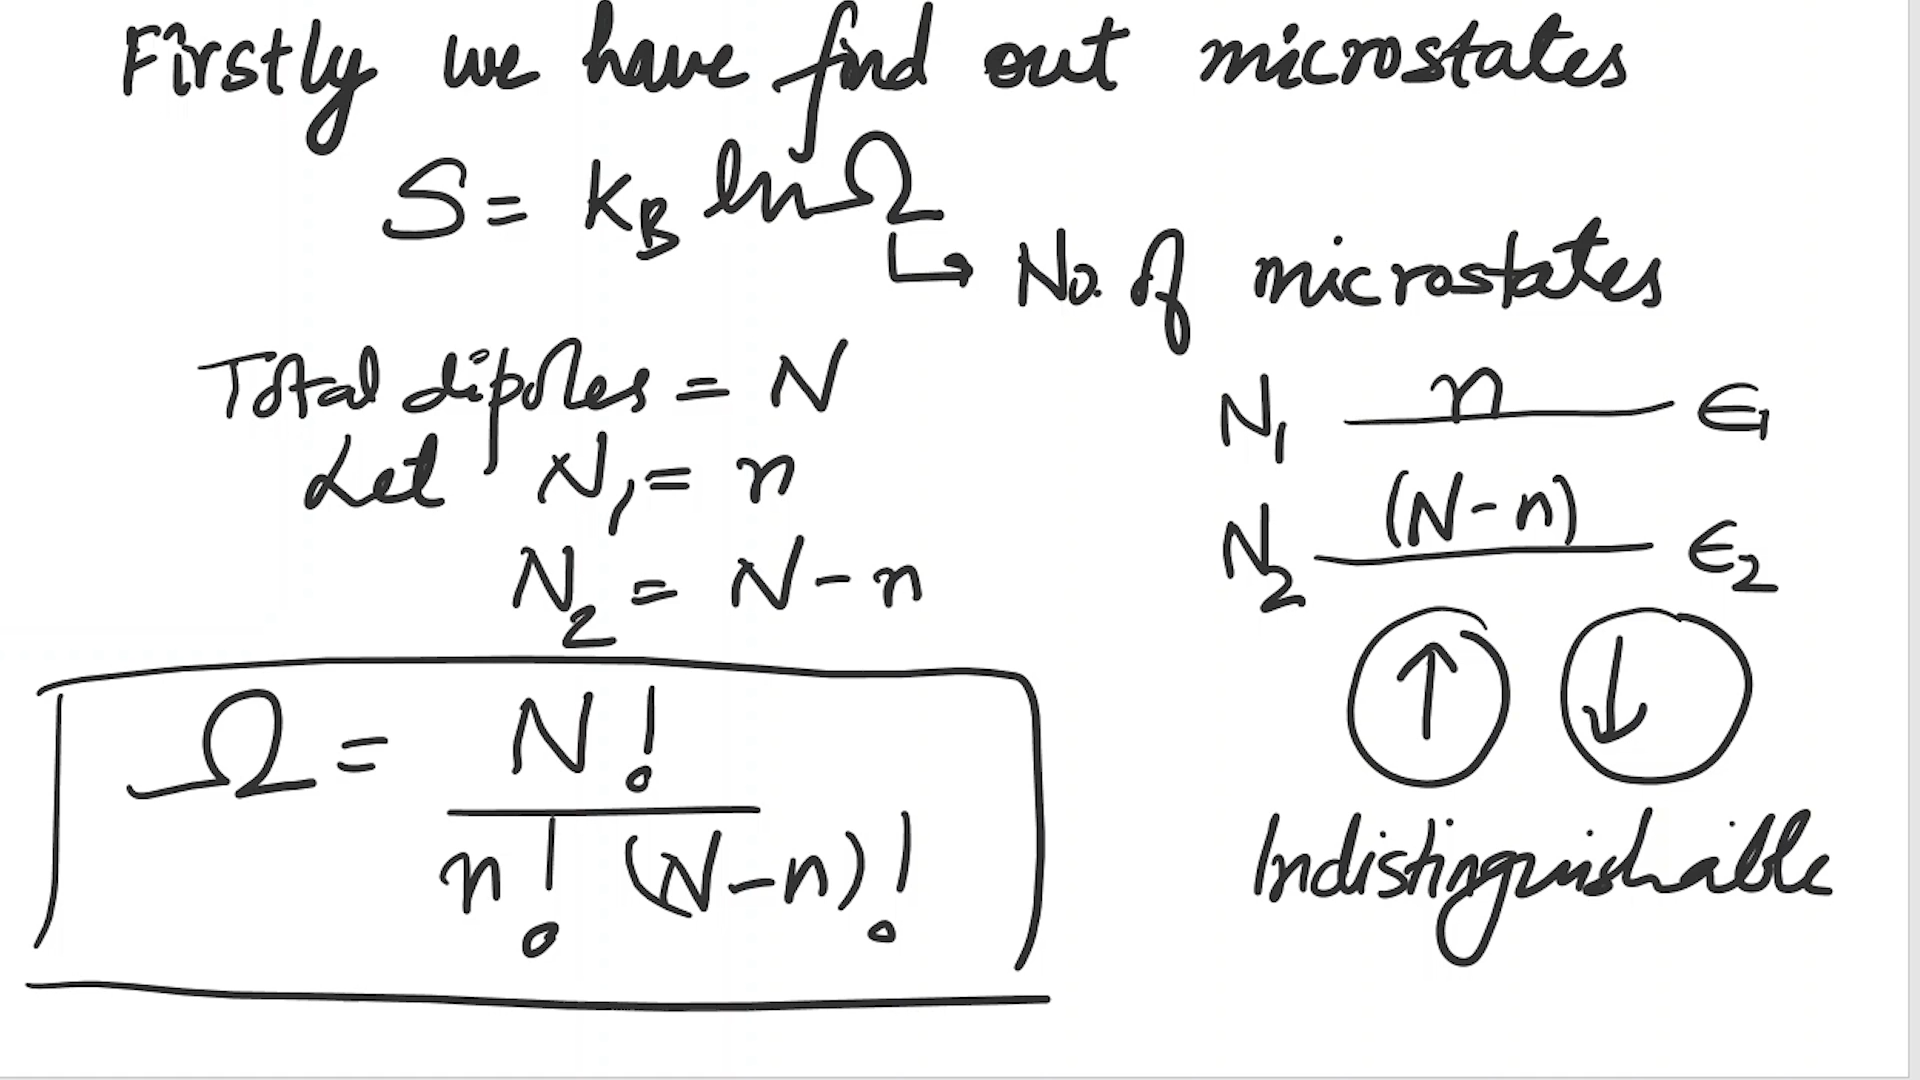 Firstly we have find out microstates
S = k_B ln Ω
↳ No. of microstates
Total dipoles = N
Let N₁ = n
N₂ = N - n
N₁ n ϵ₁
N₂ (N-n) ϵ₂
↑ ↓
Indistinguishable
Ω = N! / n! (N-n)!